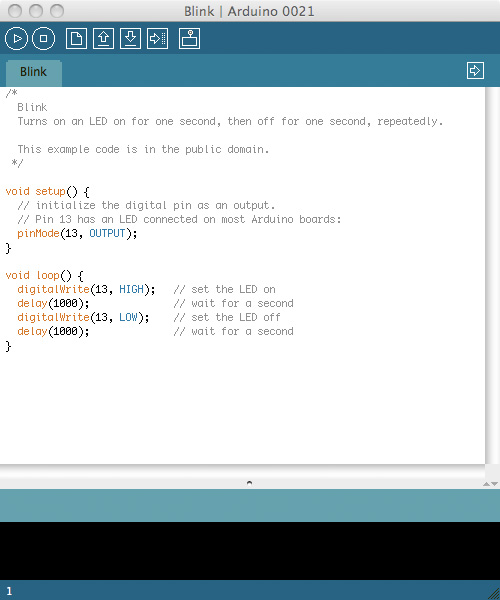 Blink | Arduino 0021
Blink
/*
  Blink
  Turns on an LED on for one second, then off for one second, repeatedly.

  This example code is in the public domain.
 */

void setup() {
  // initialize the digital pin as an output.
  // Pin 13 has an LED connected on most Arduino boards:
  pinMode(13, OUTPUT);
}

void loop() {
  digitalWrite(13, HIGH);   // set the LED on
  delay(1000);              // wait for a second
  digitalWrite(13, LOW);    // set the LED off
  delay(1000);              // wait for a second
}
1